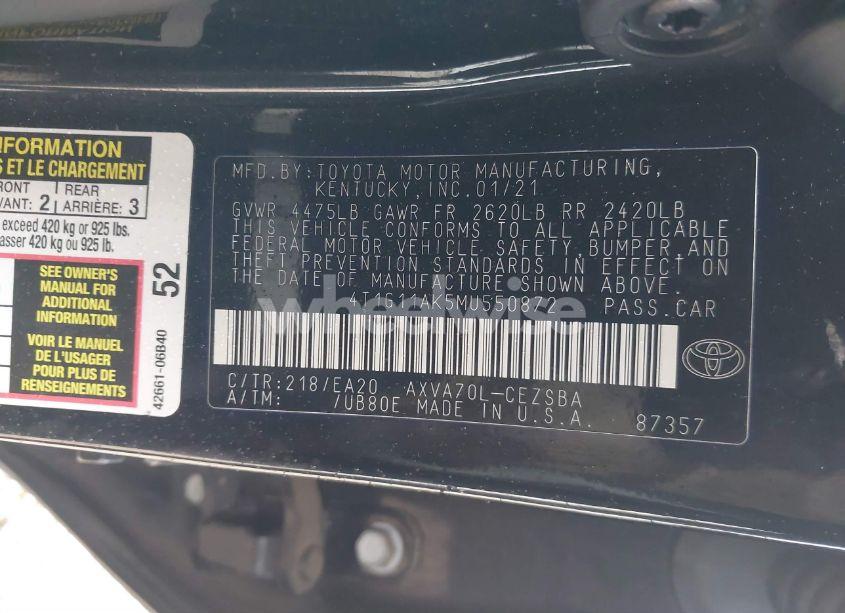 NFORMATION
S ET LE CHARGEMENT
RONT REAR
VANT: 2 ARRIÈRE: 3
exceed 420 kg or 925 lbs.
asser 420 kg ou 925 lb.
SEE OWNER'S
MANUAL FOR
ADDITIONAL
INFORMATION
VOIR LE MANUEL
DE L'USAGER
POUR PLUS DE
RENSEIGNEMENTS
52
42661-06B40
MFD.BY:TOYOTA MOTOR MANUFACTURING,
KENTUCKY,INC.01/21
GVWR 4475LB GAWR FR 2620LB RR 2420LB
THIS VEHICLE CONFORMS TO ALL APPLICABLE
FEDERAL MOTOR VEHICLE SAFETY, BUMPER,AND
THEFT PREVENTION STANDARDS IN EFFECT ON
THE DATE OF MANUFACTURE SHOWN ABOVE.
PASS.CAR
wheelwise
C/TR:218/EA20 AXVA70L-CEZSBA
A/TM: 7UB80E MADE IN U.S.A.
87357